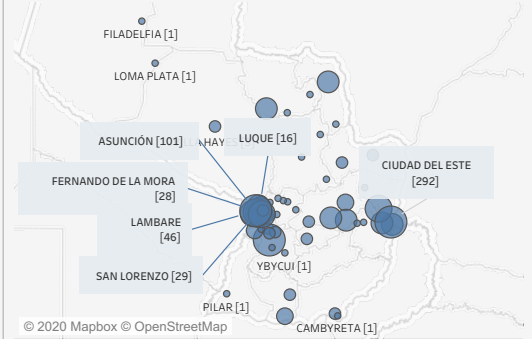 FILADELFIA [1]
LOMA PLATA [1]
ASUNCIÓN [101]
HAY
LUQUE [16]
CIUDAD DEL ESTE
[292]
FERNANDO DE LA MORA
[28]
LAMBARE
[46]
SAN LORENZO [29]
YBYCUI [1]
PILAR [1]
CAMBYRETA [1]
© 2020 Mapbox © OpenStreetMap